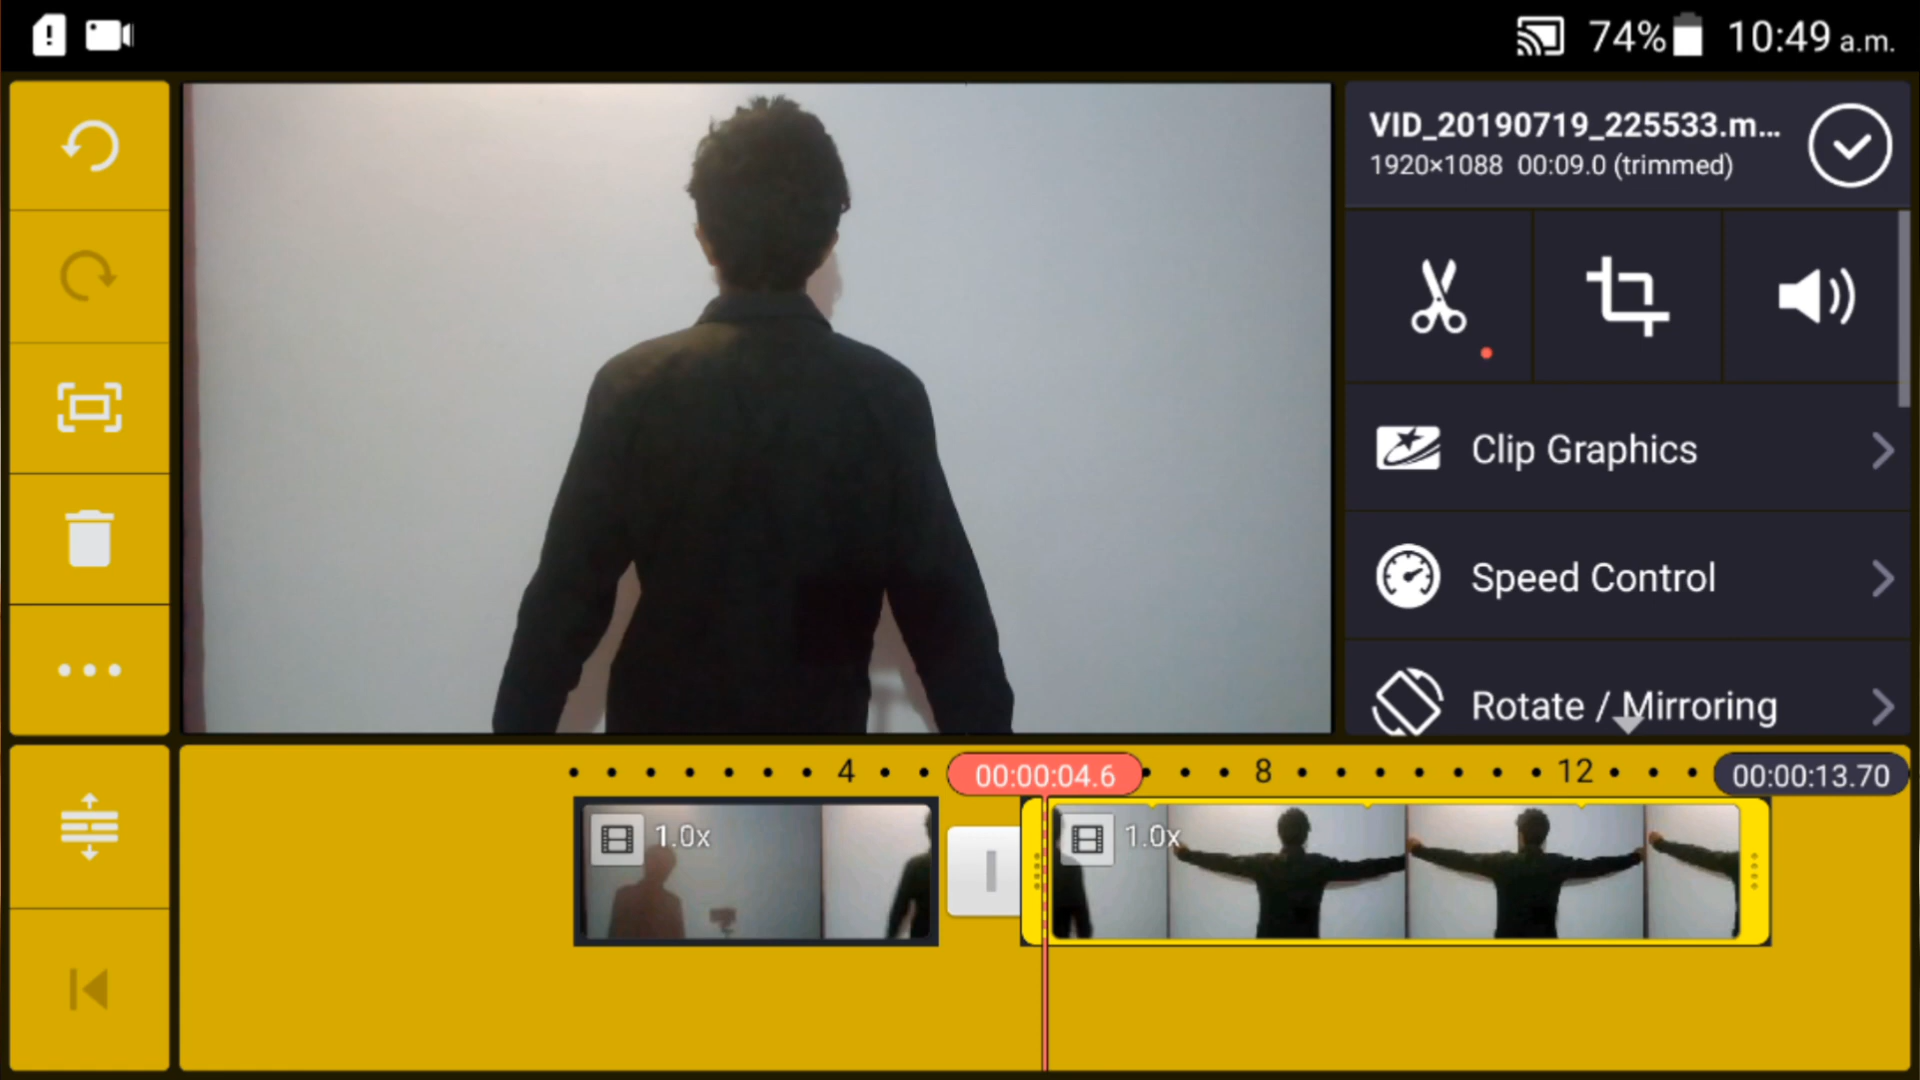 74% 10:49 a.m.
VID_20190719_225533.m...
1920×1088 00:09.0 (trimmed)
Clip Graphics
Speed Control
Rotate / Mirroring
4 00:00:04.6 8 12 00:00:13.70
1.0x 1.0x